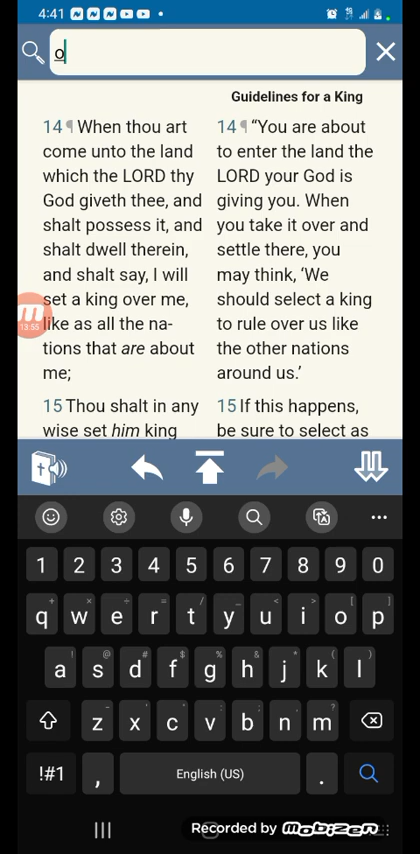 4:41
o
Guidelines for a King
14 ¶ When thou art
come unto the land
which the LORD thy
God giveth thee, and
shalt possess it, and
shalt dwell therein,
and shalt say, I will
set a king over me,
like as all the na-
tions that are about
me;
15 Thou shalt in any
wise set him king
14 ¶ “You are about
to enter the land the
LORD your God is
giving you. When
you take it over and
settle there, you
may think, ‘We
should select a king
to rule over us like
the other nations
around us.’
15 If this happens,
be sure to select as
13:55
1 2 3 4 5 6 7 8 9 0
q w e r t y u i o p
a s d f g h j k l
z x c v b n m
!#1 , English (US) .
Recorded by mobizen